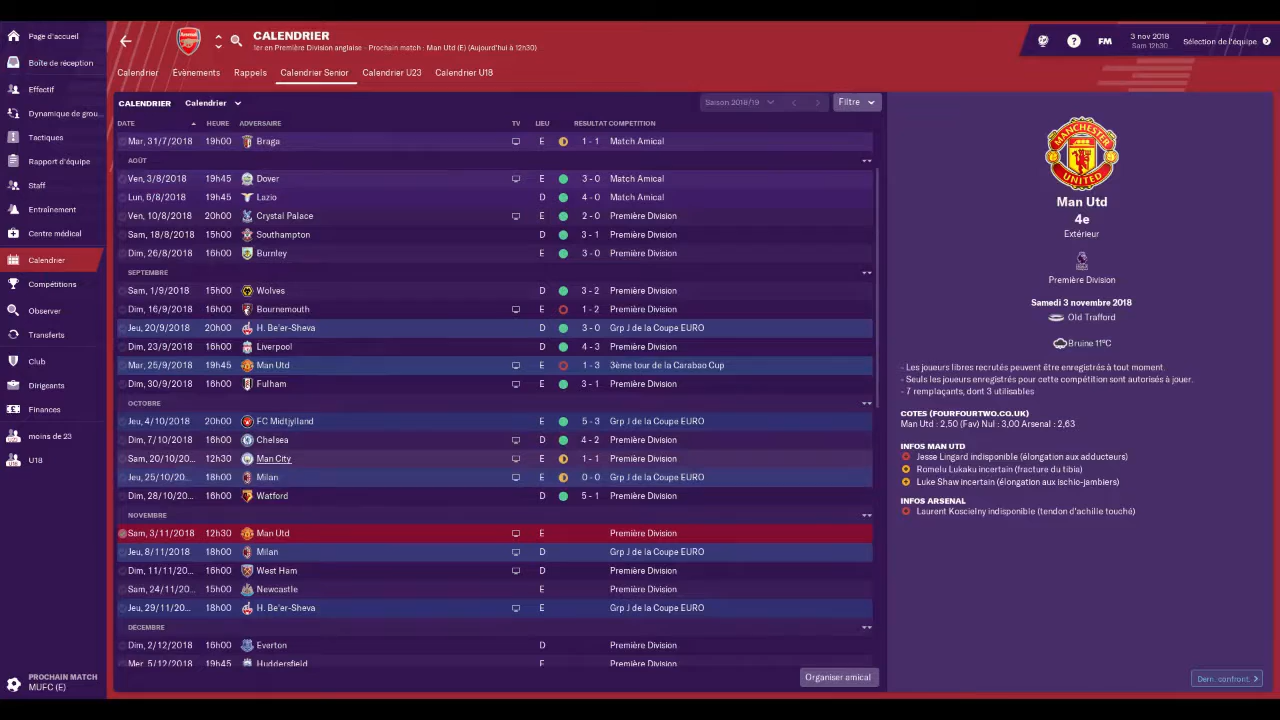 Page d'accueil
Boîte de réception
Effectif
Dynamique de grou...
Tactiques
Rapport d'équipe
Staff
Entraînement
Centre médical
Calendrier
Compétitions
Observer
Transferts
Club
Dirigeants
Finances
moins de 23
U18
PROCHAIN MATCH
MUFC (E)
CALENDRIER
1er en Première Division anglaise - Prochain match : Man Utd (E) (Aujourd'hui à 12h30)
FM
3 nov 2018
Sam 12h30
Sélection de l'équipe
Calendrier Evènements Rappels Calendrier Senior Calendrier U23 Calendrier U18
CALENDRIER Calendrier Saison 2018/19 Filtre
DATE HEURE ADVERSAIRE TV LIEU RESULTAT COMPETITION
Mar, 31/7/2018 19h00 Braga E 1 - 1 Match Amical
AOÛT
Ven, 3/8/2018 19h45 Dover E 3 - 0 Match Amical
Lun, 6/8/2018 19h45 Lazio D 4 - 0 Match Amical
Ven, 10/8/2018 20h00 Crystal Palace E 2 - 0 Première Division
Sam, 18/8/2018 15h00 Southampton D 3 - 1 Première Division
Dim, 26/8/2018 16h00 Burnley E 3 - 0 Première Division
SEPTEMBRE
Sam, 1/9/2018 15h00 Wolves D 3 - 2 Première Division
Dim, 16/9/2018 16h00 Bournemouth E 1 - 2 Première Division
Jeu, 20/9/2018 20h00 H. Be'er-Sheva D 3 - 0 Grp J de la Coupe EURO
Dim, 23/9/2018 16h00 Liverpool D 4 - 3 Première Division
Mar, 25/9/2018 19h45 Man Utd E 1 - 3 3ème tour de la Carabao Cup
Dim, 30/9/2018 16h00 Fulham E 3 - 1 Première Division
OCTOBRE
Jeu, 4/10/2018 20h00 FC Midtjylland E 5 - 3 Grp J de la Coupe EURO
Dim, 7/10/2018 16h00 Chelsea D 4 - 2 Première Division
Sam, 20/10/20... 12h30 Man City E 1 - 1 Première Division
Jeu, 25/10/20... 18h00 Milan E 0 - 0 Grp J de la Coupe EURO
Dim, 28/10/20... 16h00 Watford D 5 - 1 Première Division
NOVEMBRE
Sam, 3/11/2018 12h30 Man Utd E Première Division
Jeu, 8/11/2018 18h00 Milan D Grp J de la Coupe EURO
Dim, 11/11/20... 16h00 West Ham D Première Division
Sam, 24/11/20... 15h00 Newcastle E Première Division
Jeu, 29/11/20... 18h00 H. Be'er-Sheva E Grp J de la Coupe EURO
DÉCEMBRE
Dim, 2/12/2018 16h00 Everton D Première Division
Mer, 5/12/2018 19h45 Huddersfield E Première Division
Organiser amical
MANCHESTER
UNITED
Man Utd
4e
Extérieur
Première Division
Samedi 3 novembre 2018
Old Trafford
Bruine 11ºC
- Les joueurs libres recrutés peuvent être enregistrés à tout moment.
- Seuls les joueurs enregistrés pour cette compétition sont autorisés à jouer.
- 7 remplaçants, dont 3 utilisables
COTES (FOURFOURTWO.CO.UK)
Man Utd : 2,50 (Fav) Nul : 3,00 Arsenal : 2,63
INFOS MAN UTD
Jesse Lingard indisponible (élongation aux adducteurs)
Romelu Lukaku incertain (fracture du tibia)
Luke Shaw incertain (élongation aux ischio-jambiers)
INFOS ARSENAL
Laurent Koscielny indisponible (tendon d'achille touché)
Dern. confront.